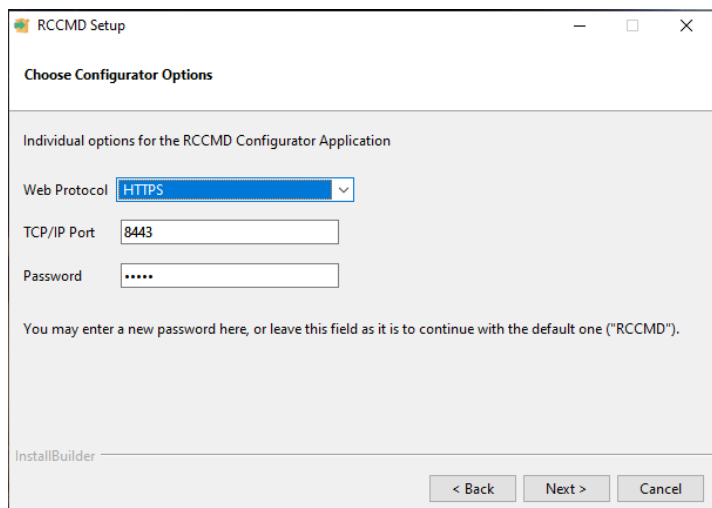 RCCMD Setup
Choose Configurator Options
Individual options for the RCCMD Configurator Application
Web Protocol HTTPS
TCP/IP Port 8443
Password •••••
You may enter a new password here, or leave this field as it is to continue with the default one ("RCCMD").
InstallBuilder
< Back Next > Cancel